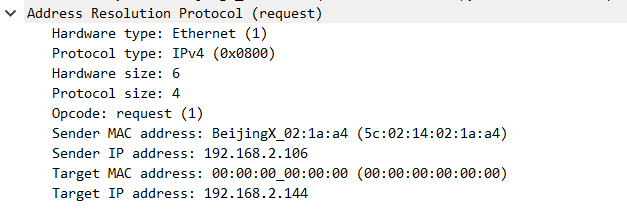 Address Resolution Protocol (request)
Hardware type: Ethernet (1)
Protocol type: IPv4 (0x0800)
Hardware size: 6
Protocol size: 4
Opcode: request (1)
Sender MAC address: BeijingX_02:1a:a4 (5c:02:14:02:1a:a4)
Sender IP address: 192.168.2.106
Target MAC address: 00:00:00_00:00:00 (00:00:00:00:00:00)
Target IP address: 192.168.2.144